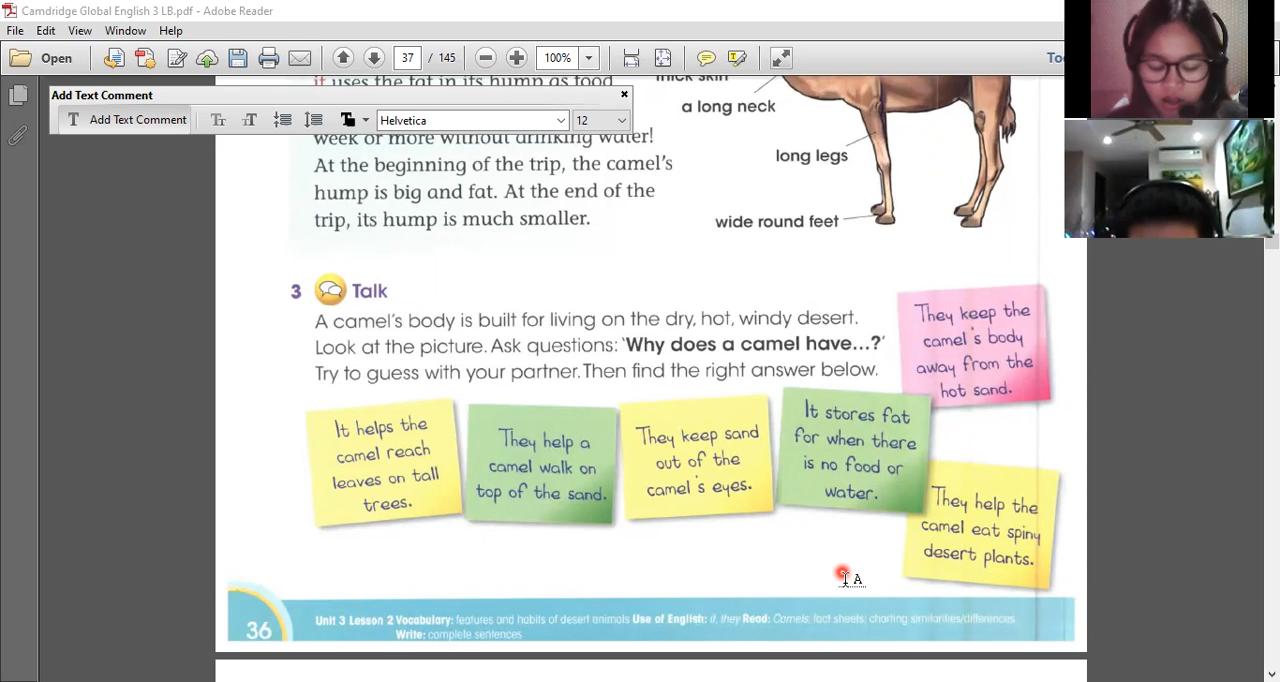 Camdridge Global English 3 LB.pdf - Adobe Reader
File Edit View Window Help
Open 37 / 145 100%
Add Text Comment
Add Text Comment Helvetica 12
it uses the fat in its hump as food
week or more without drinking water!
At the beginning of the trip, the camel's
hump is big and fat. At the end of the
trip, its hump is much smaller.
thick skin
a long neck
long legs
wide round feet
3 Talk
A camel's body is built for living on the dry, hot, windy desert.
Look at the picture. Ask questions: 'Why does a camel have...?'
Try to guess with your partner. Then find the right answer below.
They keep the
camel's body
away from the
hot sand.
It helps the
camel reach
leaves on tall
trees.
They help a
camel walk on
top of the sand.
They keep sand
out of the
camel's eyes.
It stores fat
for when there
is no food or
water.
They help the
camel eat spiny
desert plants.
A
36
Unit 3 Lesson 2 Vocabulary: features and habits of desert animals Use of English: it, they Read: Camels; fact sheets; charting similarities/differences
Write: complete sentences